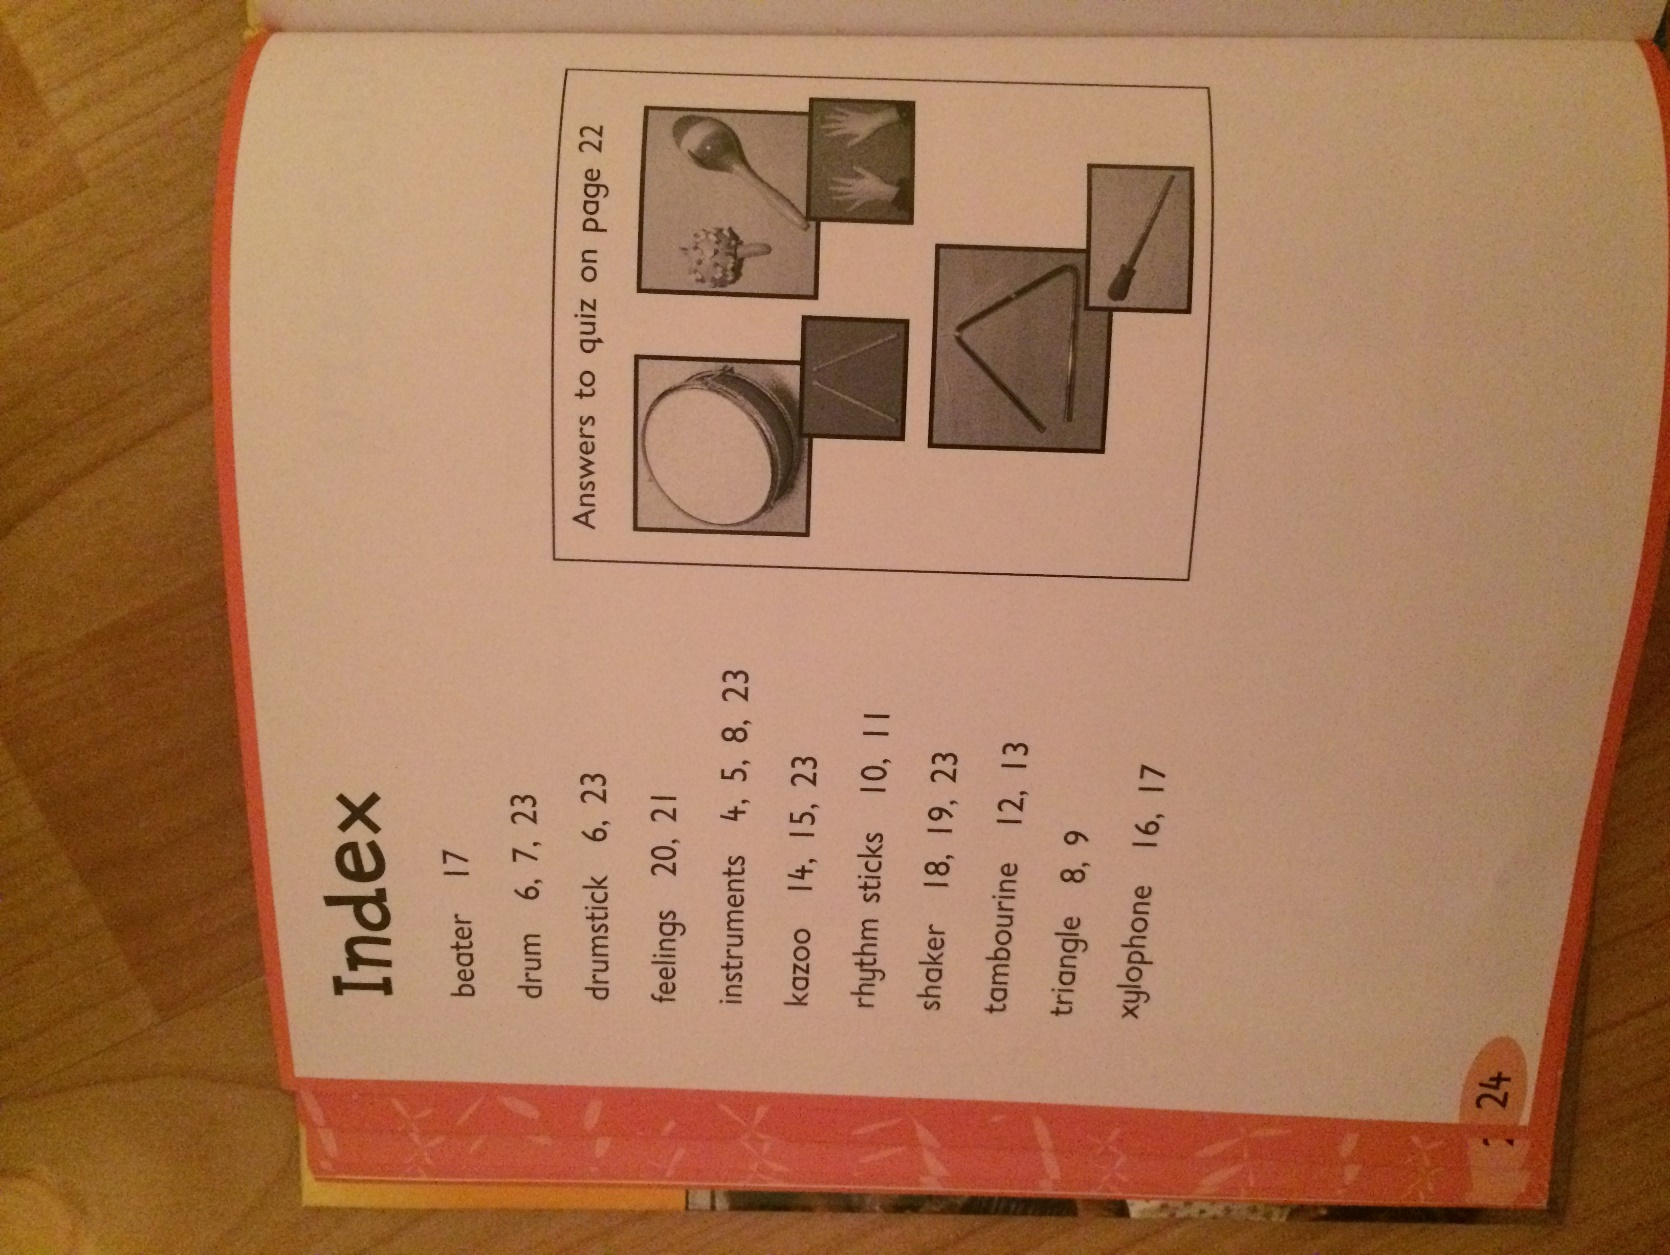 Index
beater 17
drum 6, 7, 23
drumstick 6, 23
feelings 20, 21
instruments 4, 5, 8, 23
kazoo 14, 15, 23
rhythm sticks 10, 11
shaker 18, 19, 23
tambourine 12, 13
triangle 8, 9
xylophone 16, 17
Answers to quiz on page 22
24